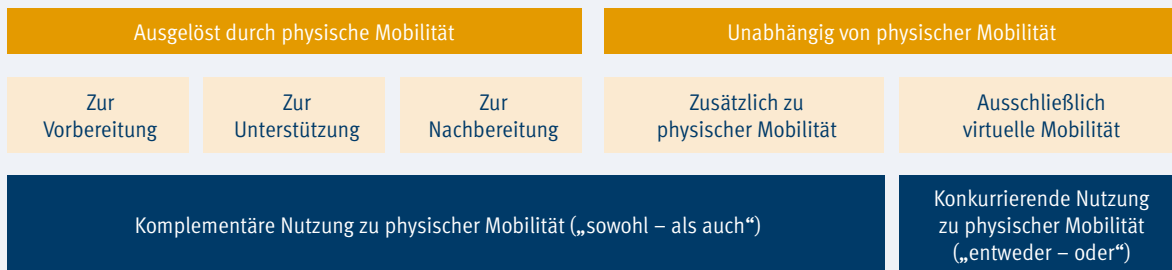 Ausgelöst durch physische Mobilität
Unabhängig von physischer Mobilität
Zur
Vorbereitung
Zur
Unterstützung
Zur
Nachbereitung
Zusätzlich zu
physischer Mobilität
Ausschließlich
virtuelle Mobilität
Komplementäre Nutzung zu physischer Mobilität („sowohl – als auch“)
Konkurrierende Nutzung
zu physischer Mobilität
(„entweder – oder“)